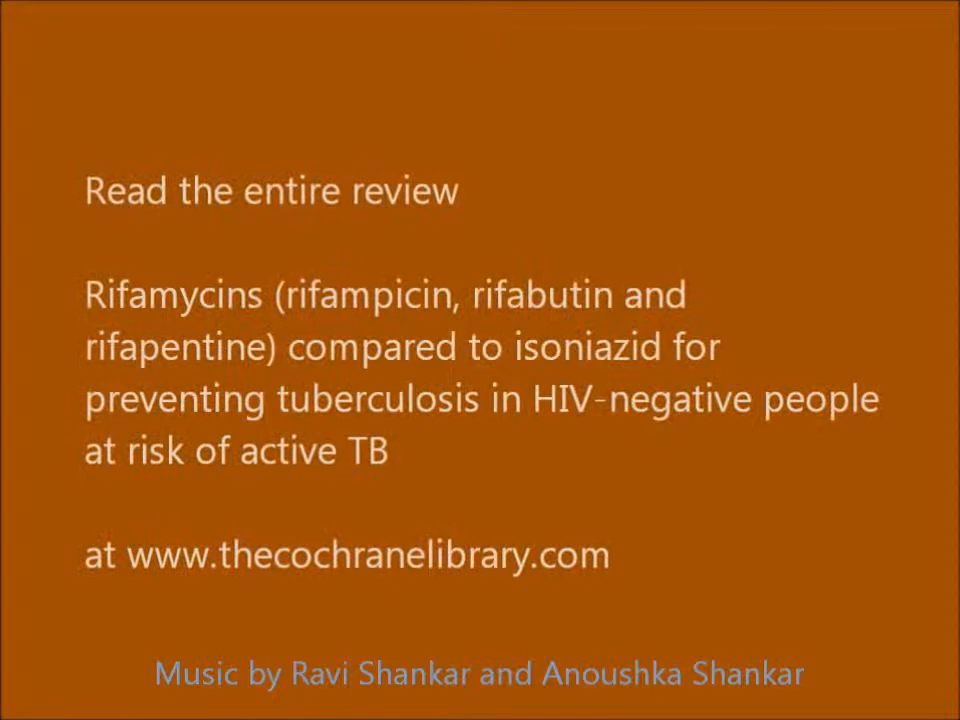 Read the entire review
Rifamycins (rifampicin, rifabutin and
rifapentine) compared to isoniazid for
preventing tuberculosis in HIV-negative people
at risk of active TB
at www.thecochranelibrary.com
Music by Ravi Shankar and Anoushka Shankar